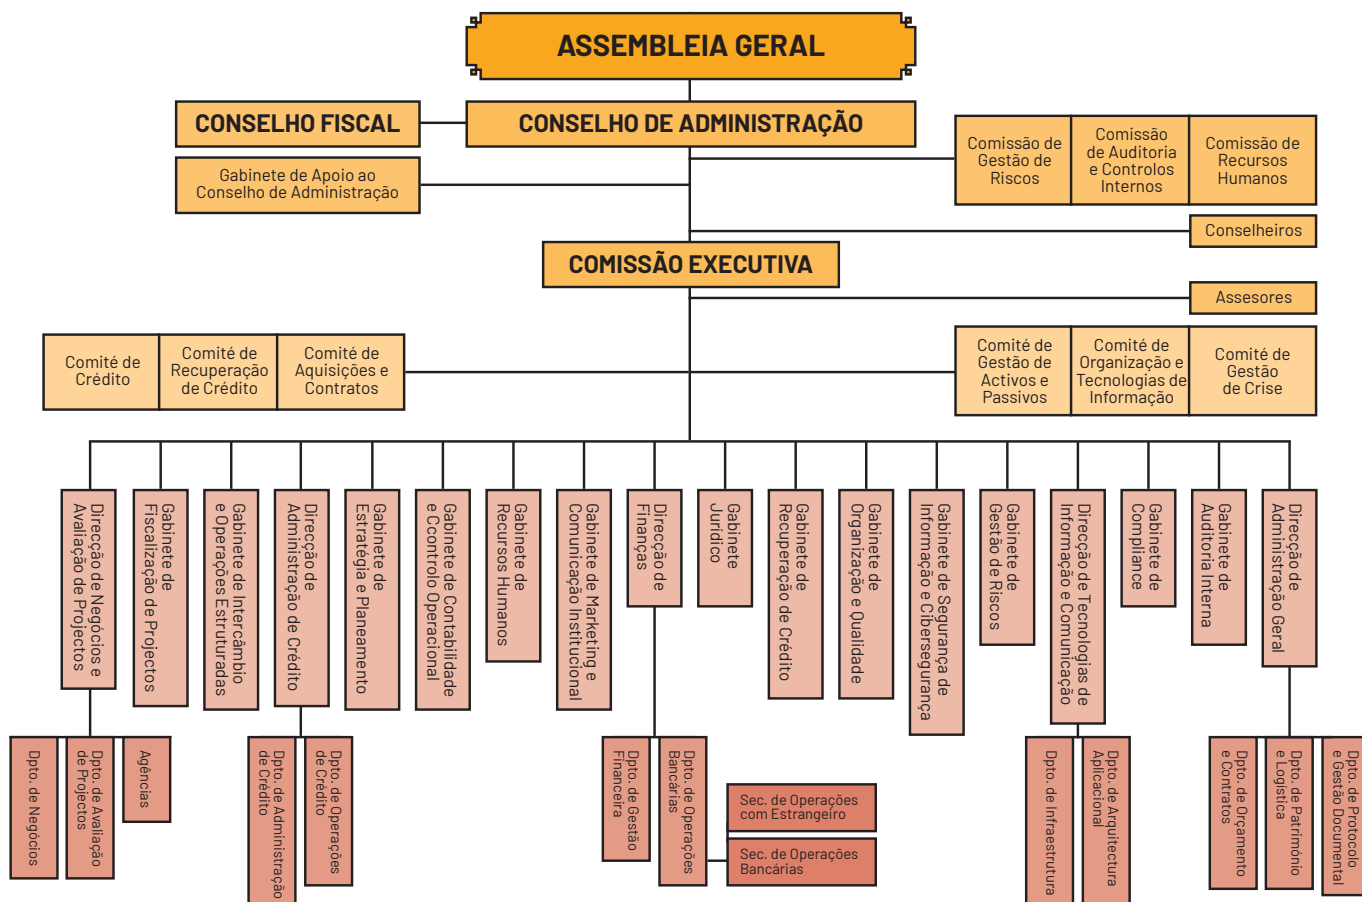 ASSEMBLEIA GERAL
CONSELHO FISCAL
CONSELHO DE ADMINISTRAÇÃO
Gabinete de Apoio ao
Conselho de Administração
Comissão de
Gestão de
Riscos
Comissão
de Auditoria
e Controlos
Internos
Comissão de
Recursos
Humanos
Conselheiros
COMISSÃO EXECUTIVA
Assesores
Comité de
Crédito
Comité de
Recuperação
de Crédito
Comité de
Aquisições e
Contratos
Comité de
Gestão de
Activos e
Passivos
Comité de
Organização e
Tecnologias de
Informação
Comité de
Gestão
de Crise
Direcção de Negócios e
Avaliação de Projectos
Gabinete de
Fiscalização de Projectos
Gabinete de Intercâmbio
e Operações Estruturadas
Direcção de
Administração de Crédito
Gabinete de
Estratégia e Planeamento
Gabinete de Contabilidade
e Ccontrolo Operacional
Gabinete de
Recursos Humanos
Gabinete de Marketing e
Comunicação Institucional
Direcção de
Finanças
Gabinete
Jurídico
Gabinete de
Recuperação de Crédito
Gabinete de
Organização e Qualidade
Gabinete de Segurança de
Informação e Cibersegurança
Gabinete de
Gestão de Riscos
Direcção de Tecnologias de
Informação e Comunicação
Gabinete de
Compliance
Gabinete de
Auditoria Interna
Direcção de
Administração Geral
Dpto. de Negócios
Dpto. de Avaliação
de Projectos
Agências
Dpto. de Administração
de Crédito
Dpto. de Operações
de Crédito
Dpto. de Gestão
Financeira
Dpto. de Operações
Bancárias
Sec. de Operações
com Estrangeiro
Sec. de Operações
Bancárias
Dpto. de Infraestrutura
Dpto. de Arquitectura
Aplicacional
Dpto. de Orçamento
e Contratos
Dpto. de Património
e Logística
Dpto. de Protocolo
e Gestão Documental